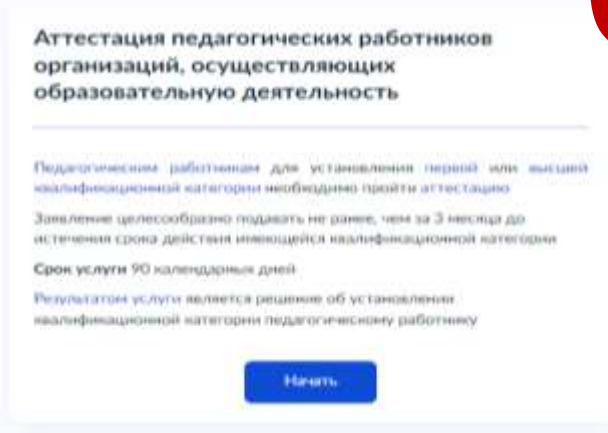 Аттестация педагогических работников
организаций, осуществляющих
образовательную деятельность
Педагогическим работникам для установления первой или высшей
квалификационной категории необходимо пройти аттестацию
Заявление целесообразно подавать не ранее, чем за 3 месяца до
истечения срока действия имеющейся квалификационной категории
Срок услуги 90 календарных дней
Результатом услуги является решение об установлении
квалификационной категории педагогическому работнику
Начать